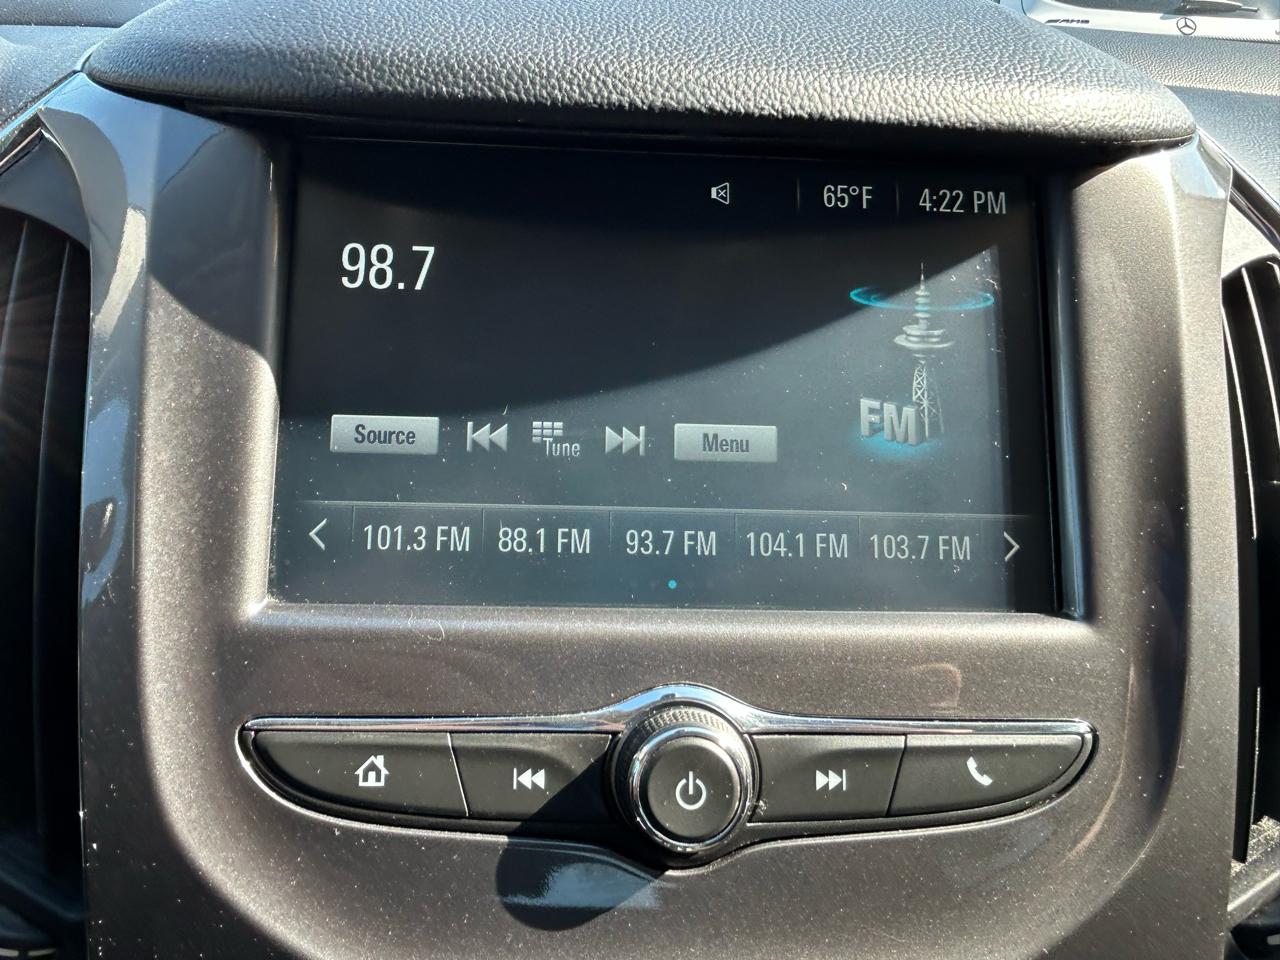 AMG
65°F 4:22 PM
98.7
FM
Source Tune Menu
101.3 FM 88.1 FM 93.7 FM 104.1 FM 103.7 FM